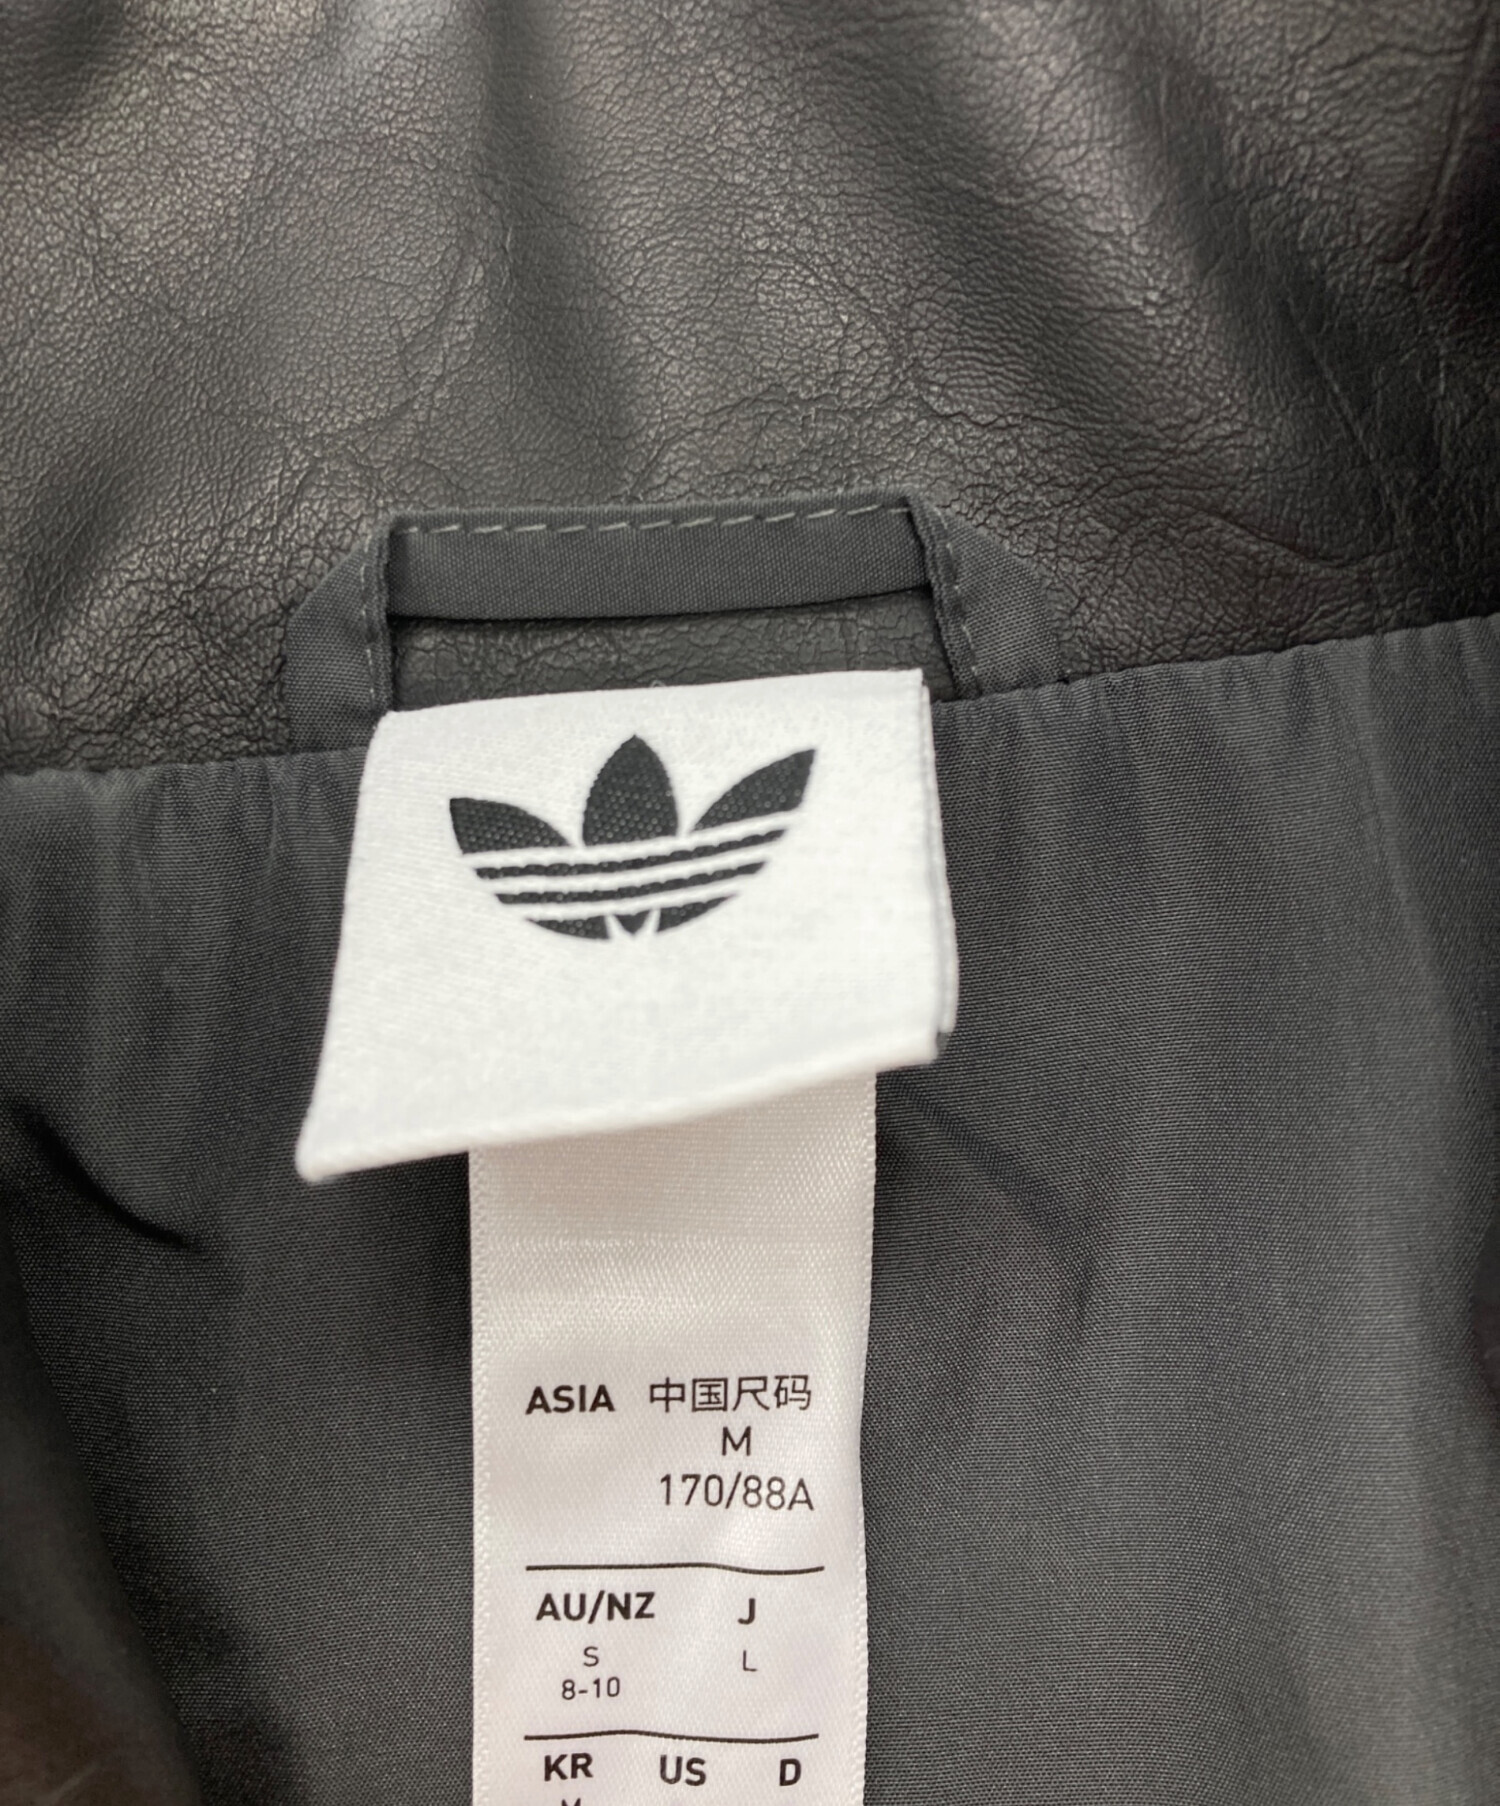 ASIA 中国尺码
M
170/88A
AU/NZ J
S L
8-10
KR US D